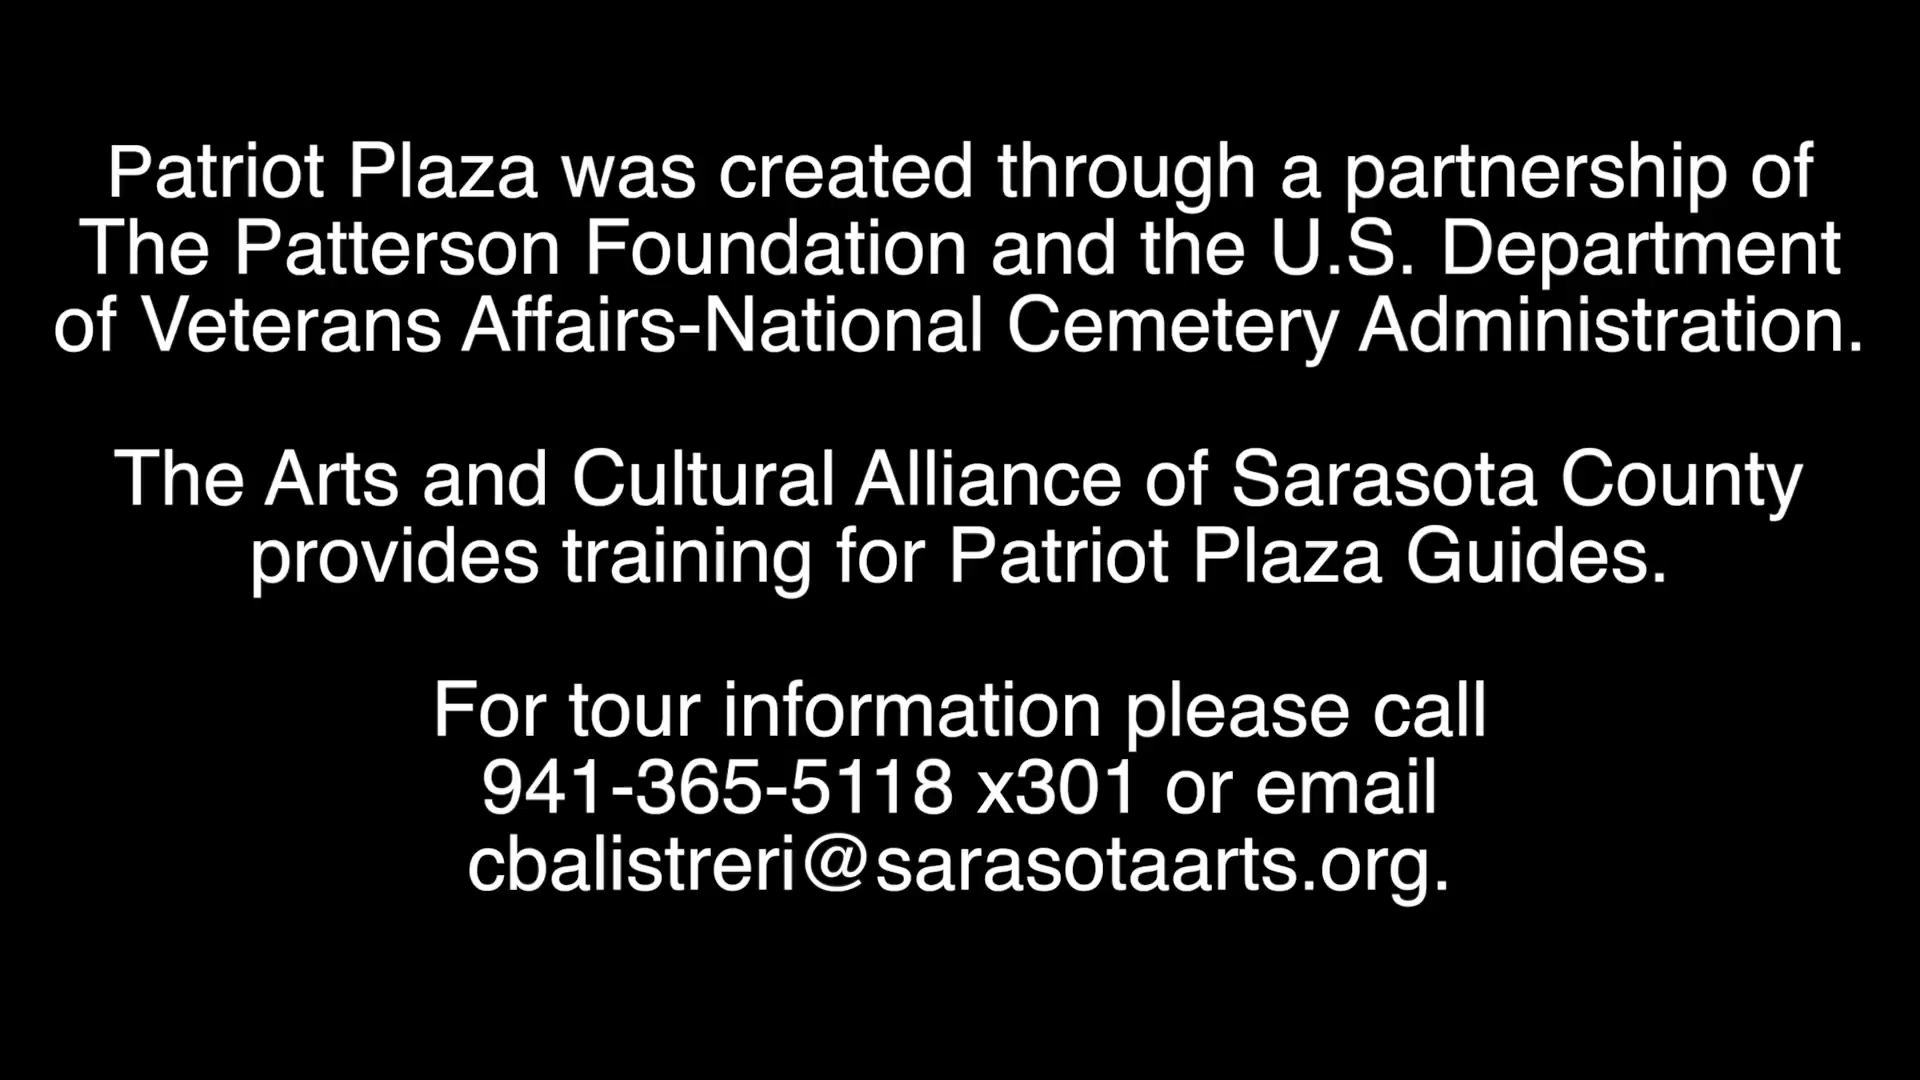 Patriot Plaza was created through a partnership of
The Patterson Foundation and the U.S. Department
of Veterans Affairs-National Cemetery Administration.
The Arts and Cultural Alliance of Sarasota County
provides training for Patriot Plaza Guides.
For tour information please call
941-365-5118 x301 or email
cbalistreri@sarasotaarts.org.